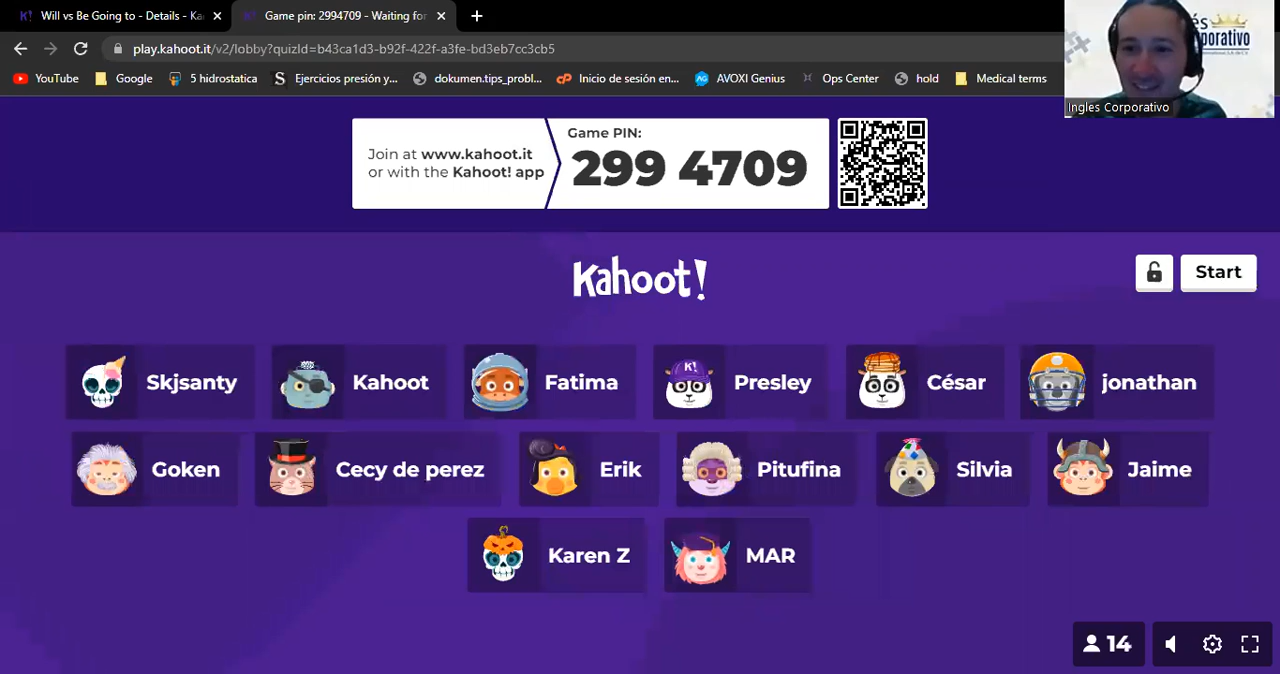 Will vs Be Going to - Details - Ka
Game pin: 2994709 - Waiting for
play.kahoot.it/v2/lobby?quizId=b43ca1d3-b92f-422f-a3fe-bd3eb7cc3cb5
YouTube
Google
5 hidrostatica
Ejercicios presión y...
dokumen.tips_probl...
Inicio de sesión en...
AVOXI Genius
Ops Center
hold
Medical terms
Ingles Corporativo
Join at www.kahoot.it
or with the Kahoot! app
Game PIN:
299 4709
Kahoot!
Start
Skjsanty
Kahoot
Fatima
K!
Presley
César
jonathan
Goken
Cecy de perez
Erik
Pitufina
Silvia
Jaime
Karen Z
MAR
14